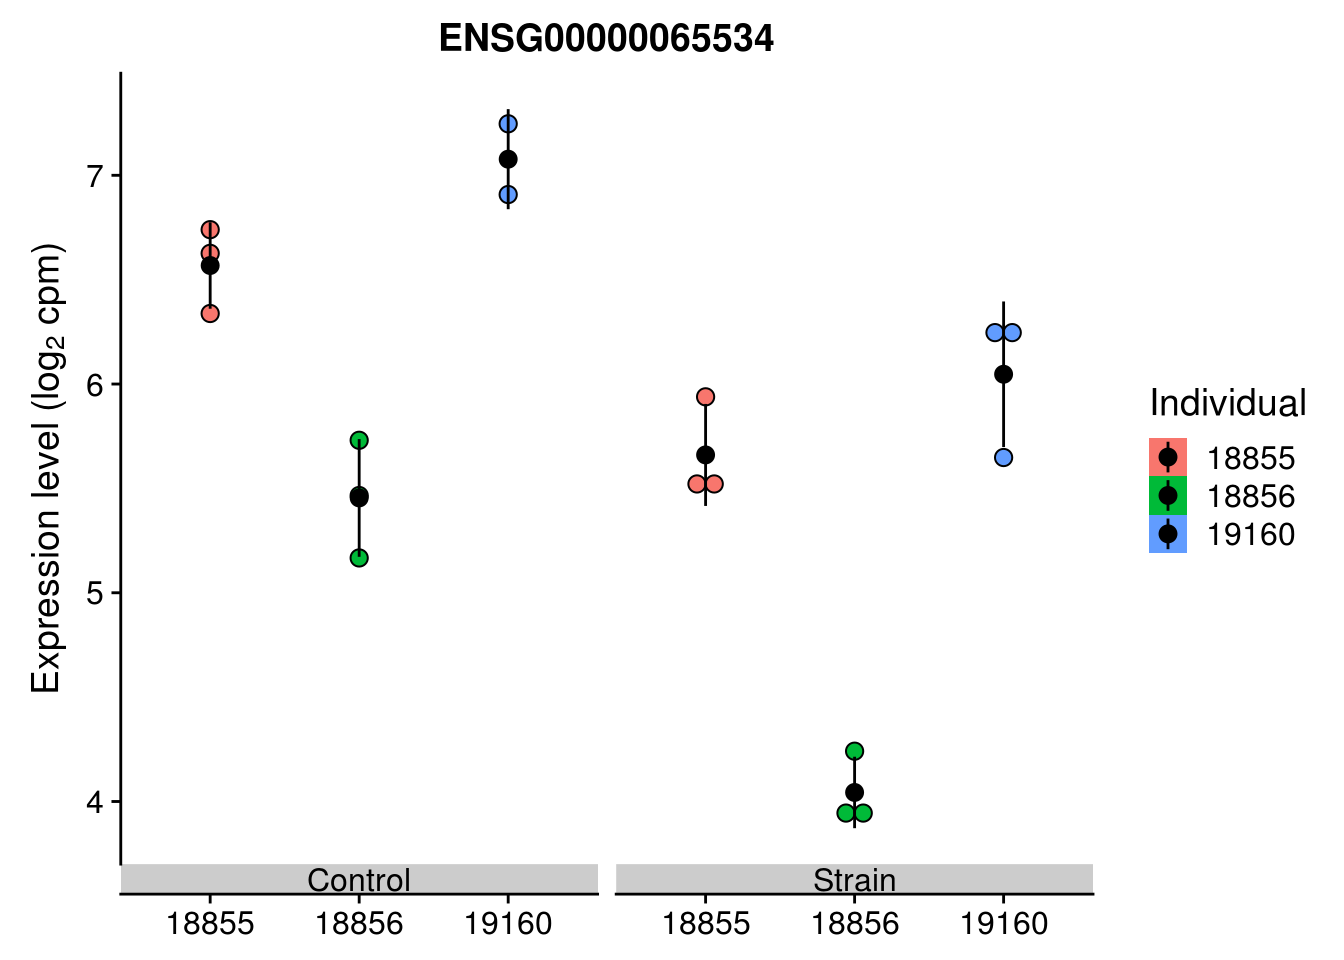 ENSG00000065534
Expression level (log₂ cpm)
7
6
5
4
Control
Strain
18855
18856
19160
18855
18856
19160
Individual
18855
18856
19160